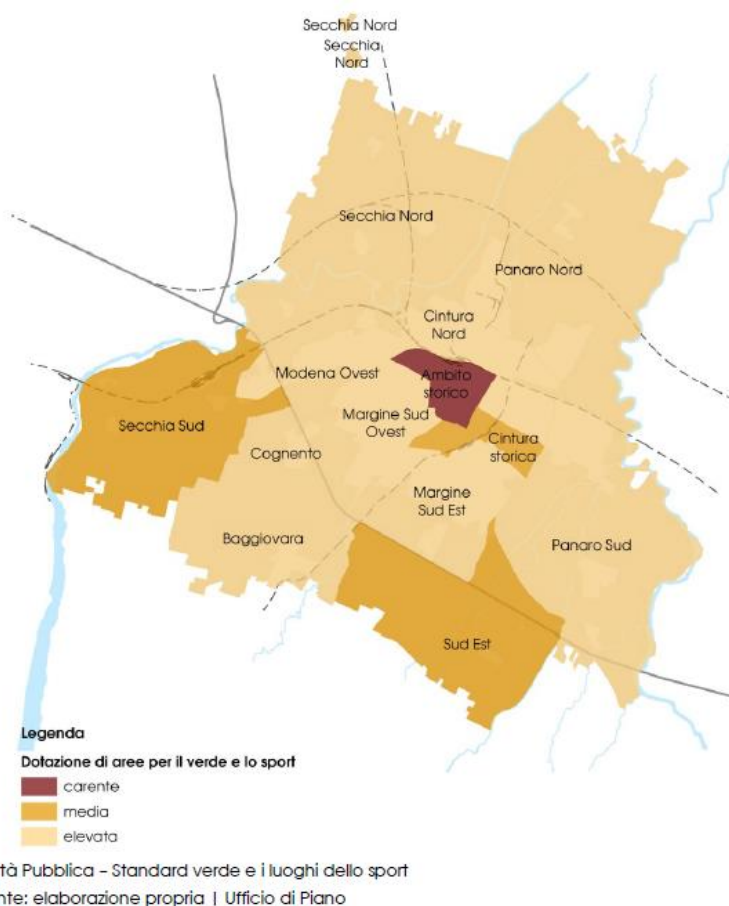 Secchia Nord
Secchia
Nord
Secchia Nord
Panaro Nord
Cintura
Nord
Modena Ovest
Ambito
storico
Secchia Sud
Margine Sud
Ovest
Cintura
storica
Cognento
Margine
Sud Est
Baggiovara
Panaro Sud
Sud Est
Legenda
Dotazione di aree per il verde e lo sport
carente
media
elevata
tà Pubblica – Standard verde e i luoghi dello sport
nte: elaborazione propria | Ufficio di Piano